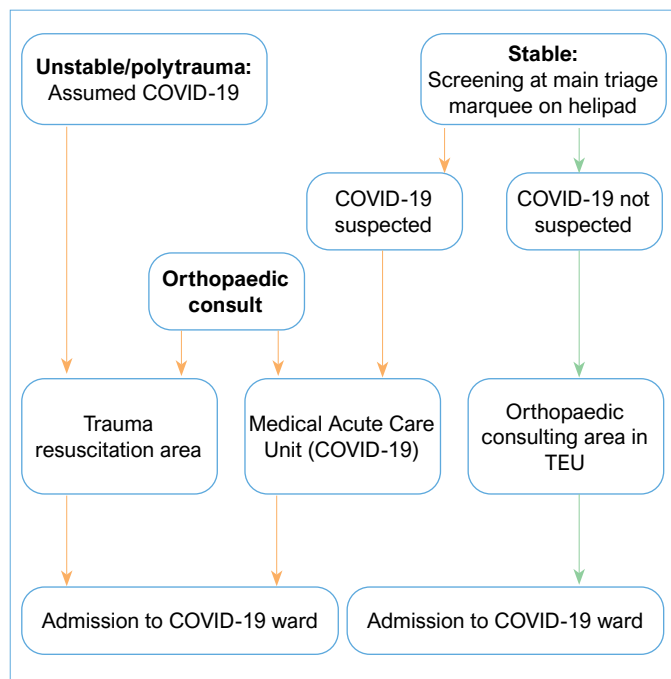 Unstable/polytrauma:
Assumed COVID-19
Stable:
Screening at main triage
marquee on helipad
COVID-19
suspected
COVID-19 not
suspected
Orthopaedic
consult
Trauma
resuscitation area
Medical Acute Care
Unit (COVID-19)
Orthopaedic
consulting area in
TEU
Admission to COVID-19 ward
Admission to COVID-19 ward